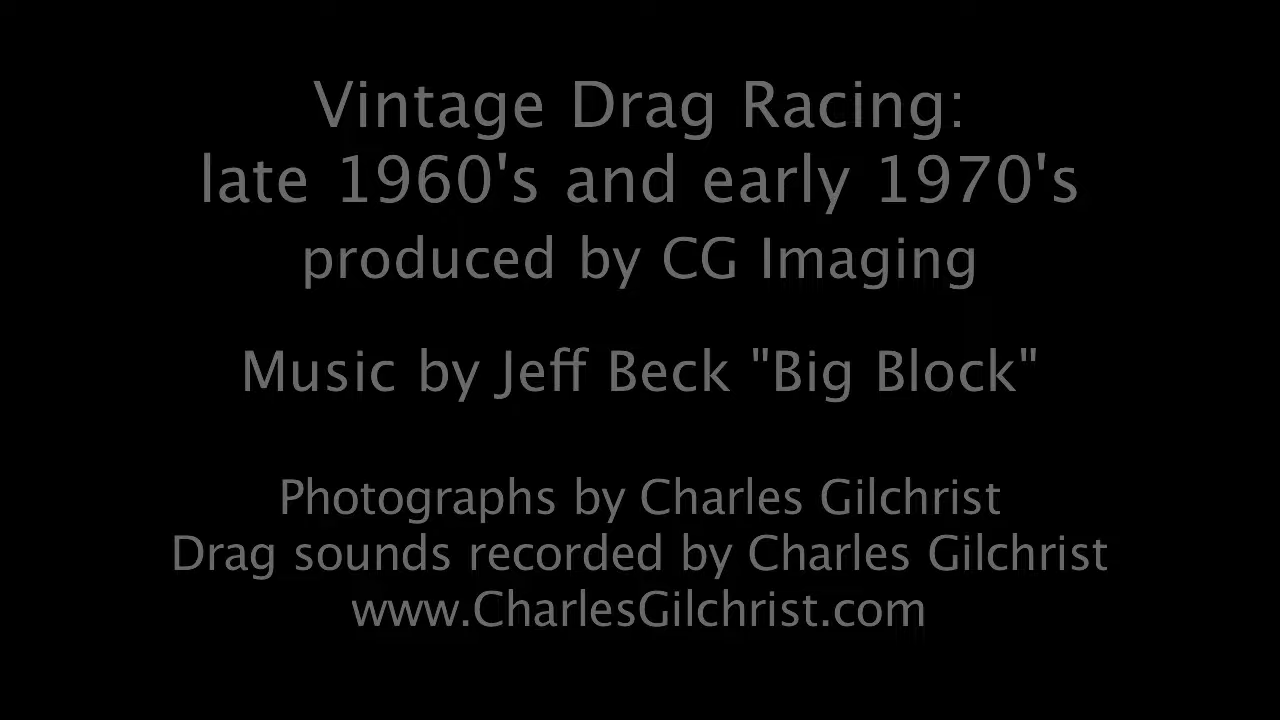 Vintage Drag Racing:
late 1960's and early 1970's
produced by CG Imaging
Music by Jeff Beck "Big Block"
Photographs by Charles Gilchrist
Drag sounds recorded by Charles Gilchrist
www.CharlesGilchrist.com